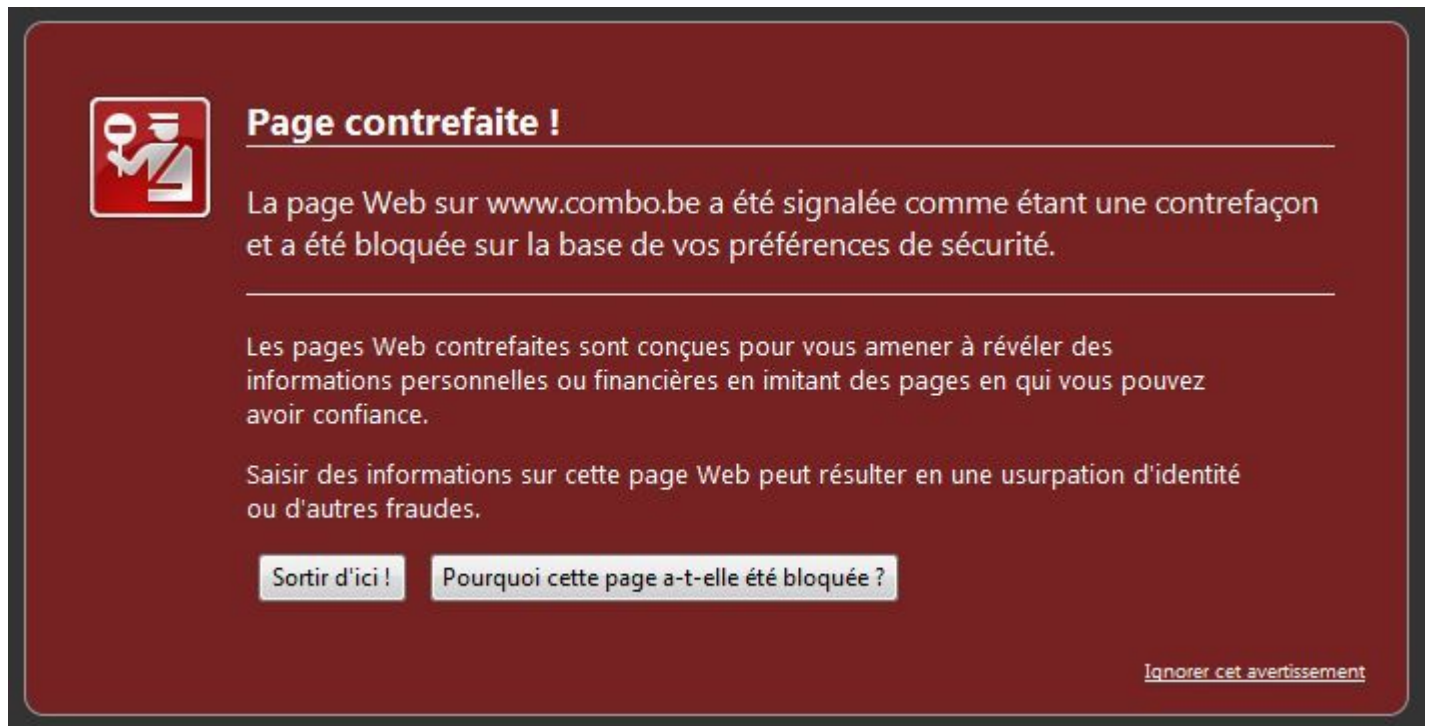 Page contrefaite !
La page Web sur www.combo.be a été signalée comme étant une contrefaçon
et a été bloquée sur la base de vos préférences de sécurité.
Les pages Web contrefaites sont conçues pour vous amener à révéler des
informations personnelles ou financières en imitant des pages en qui vous pouvez
avoir confiance.
Saisir des informations sur cette page Web peut résulter en une usurpation d'identité
ou d'autres fraudes.
Sortir d'ici !
Pourquoi cette page a-t-elle été bloquée ?
Ignorer cet avertissement